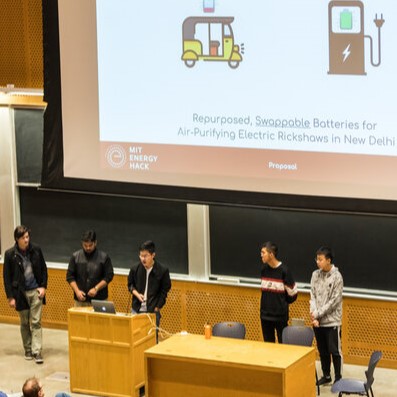 Repurposed, Swappable Batteries for
Air-Purifying Electric Rickshaws in New Delhi
MIT
ENERGY
HACK
Proposal